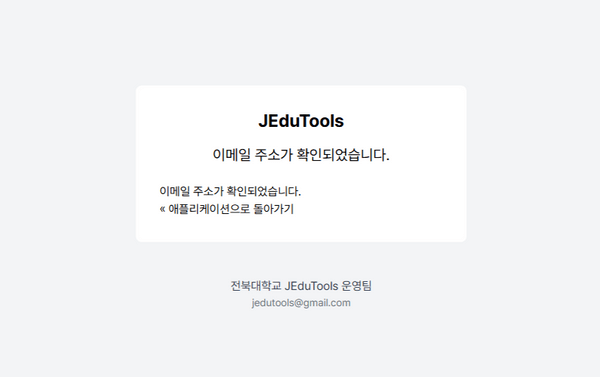 JEduTools
이메일 주소가 확인되었습니다.
이메일 주소가 확인되었습니다.
« 애플리케이션으로 돌아가기
전북대학교 JEduTools 운영팀
jedutools@gmail.com